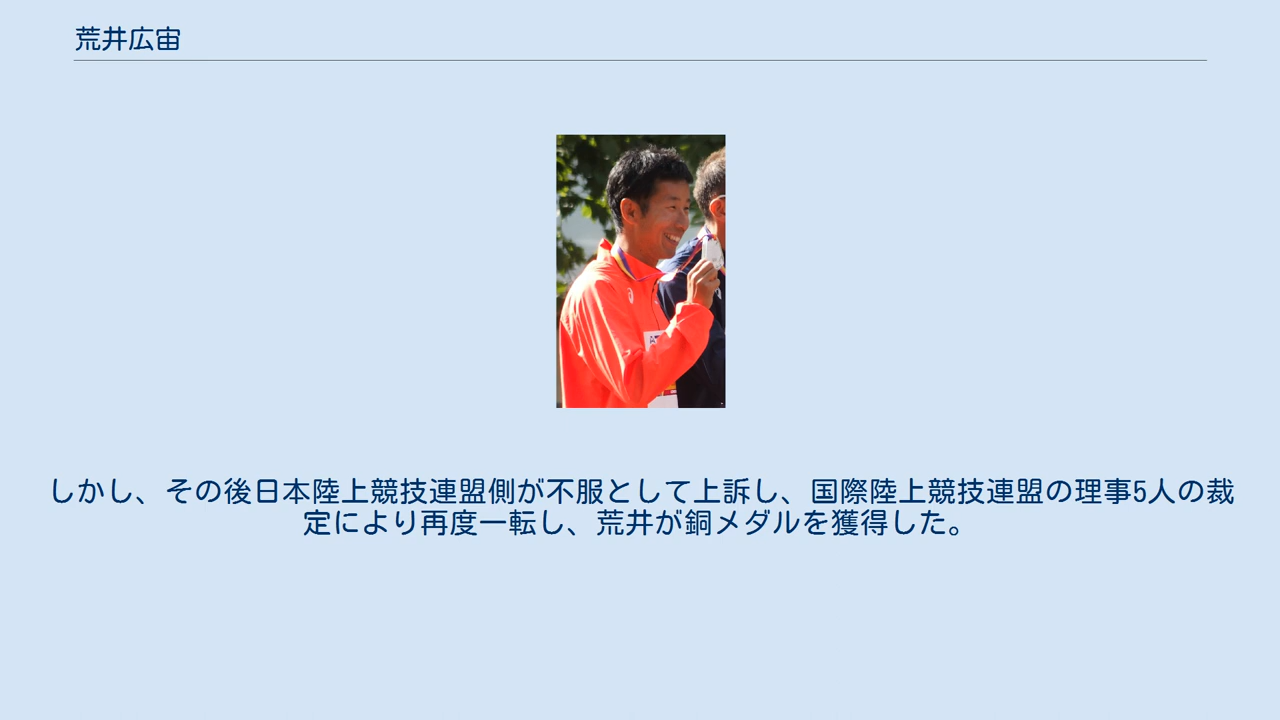 荒井広宙
しかし、その後日本陸上競技連盟側が不服として上訴し、国際陸上競技連盟の理事5人の裁
定により再度一転し、荒井が銅メダルを獲得した。